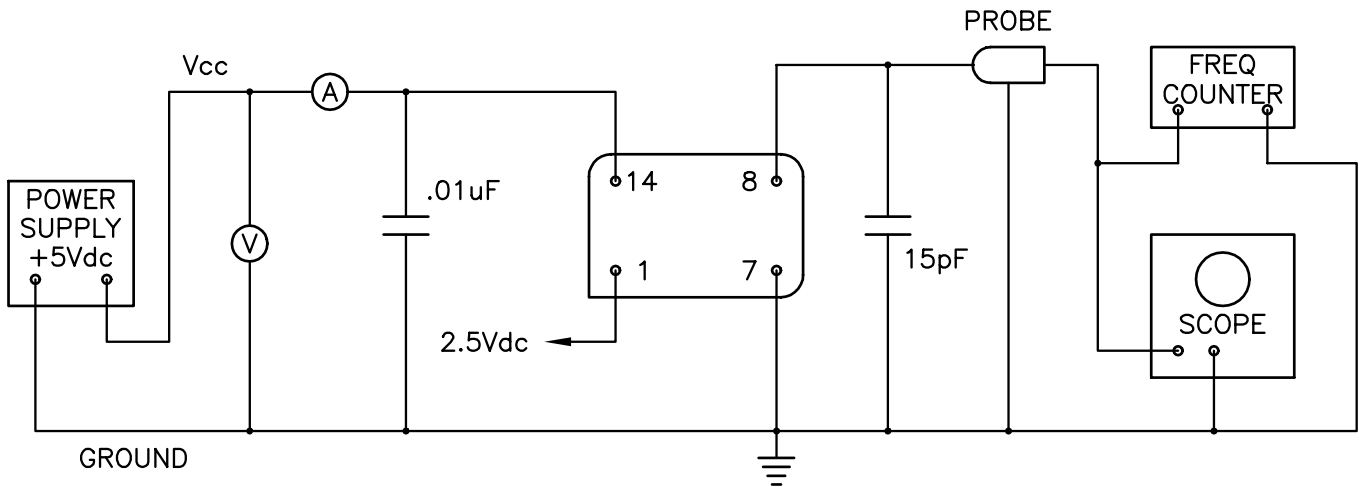 PROBE
Vcc
A
FREQ
COUNTER
POWER
SUPPLY
+5Vdc
V
.01uF
14
8
1
7
15pF
2.5Vdc
SCOPE
GROUND